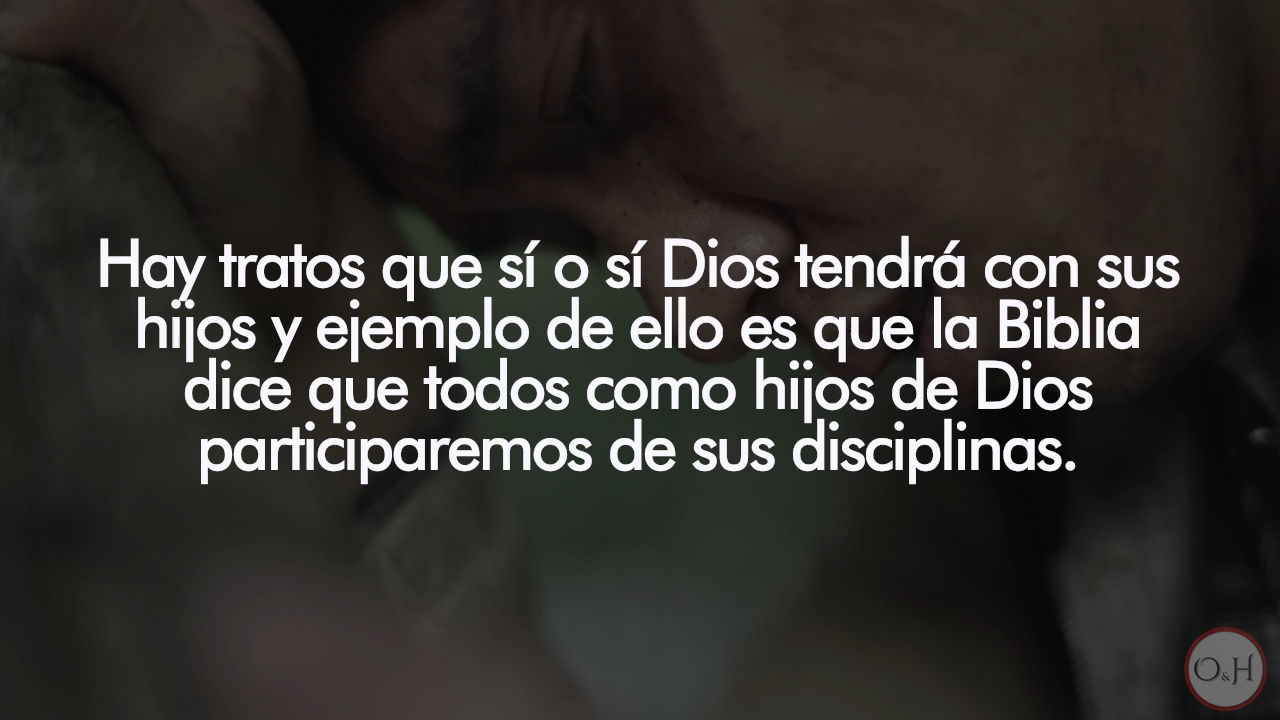 Hay tratos que sí o sí Dios tendrá con sus
hijos y ejemplo de ello es que la Biblia
dice que todos como hijos de Dios
participaremos de sus disciplinas.
O&H